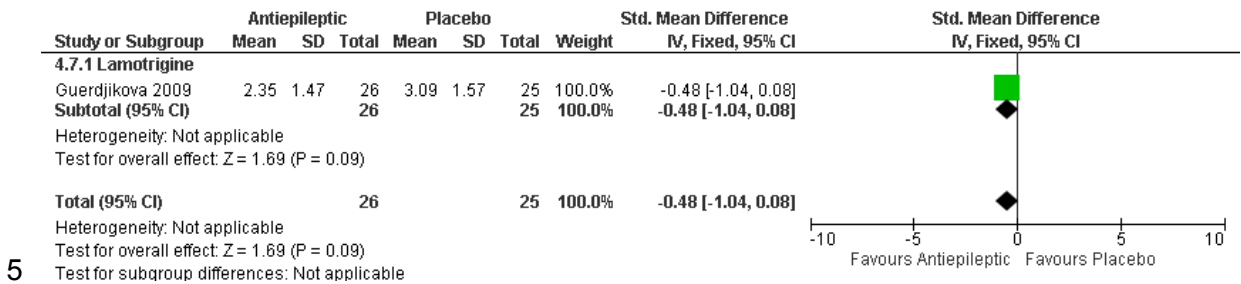 Antiepileptic Placebo Std. Mean Difference Std. Mean Difference
Study or Subgroup Mean SD Total Mean SD Total Weight IV, Fixed, 95% CI IV, Fixed, 95% CI
4.7.1 Lamotrigine
Guerdjikova 2009 2.35 1.47 26 3.09 1.57 25 100.0% -0.48 [-1.04, 0.08]
Subtotal (95% CI) 26 25 100.0% -0.48 [-1.04, 0.08]
Heterogeneity: Not applicable
Test for overall effect: Z = 1.69 (P = 0.09)
Total (95% CI) 26 25 100.0% -0.48 [-1.04, 0.08]
Heterogeneity: Not applicable
Test for overall effect: Z = 1.69 (P = 0.09)
5 Test for subgroup differences: Not applicable
-10 -5 0 5 10
Favours Antiepileptic Favours Placebo